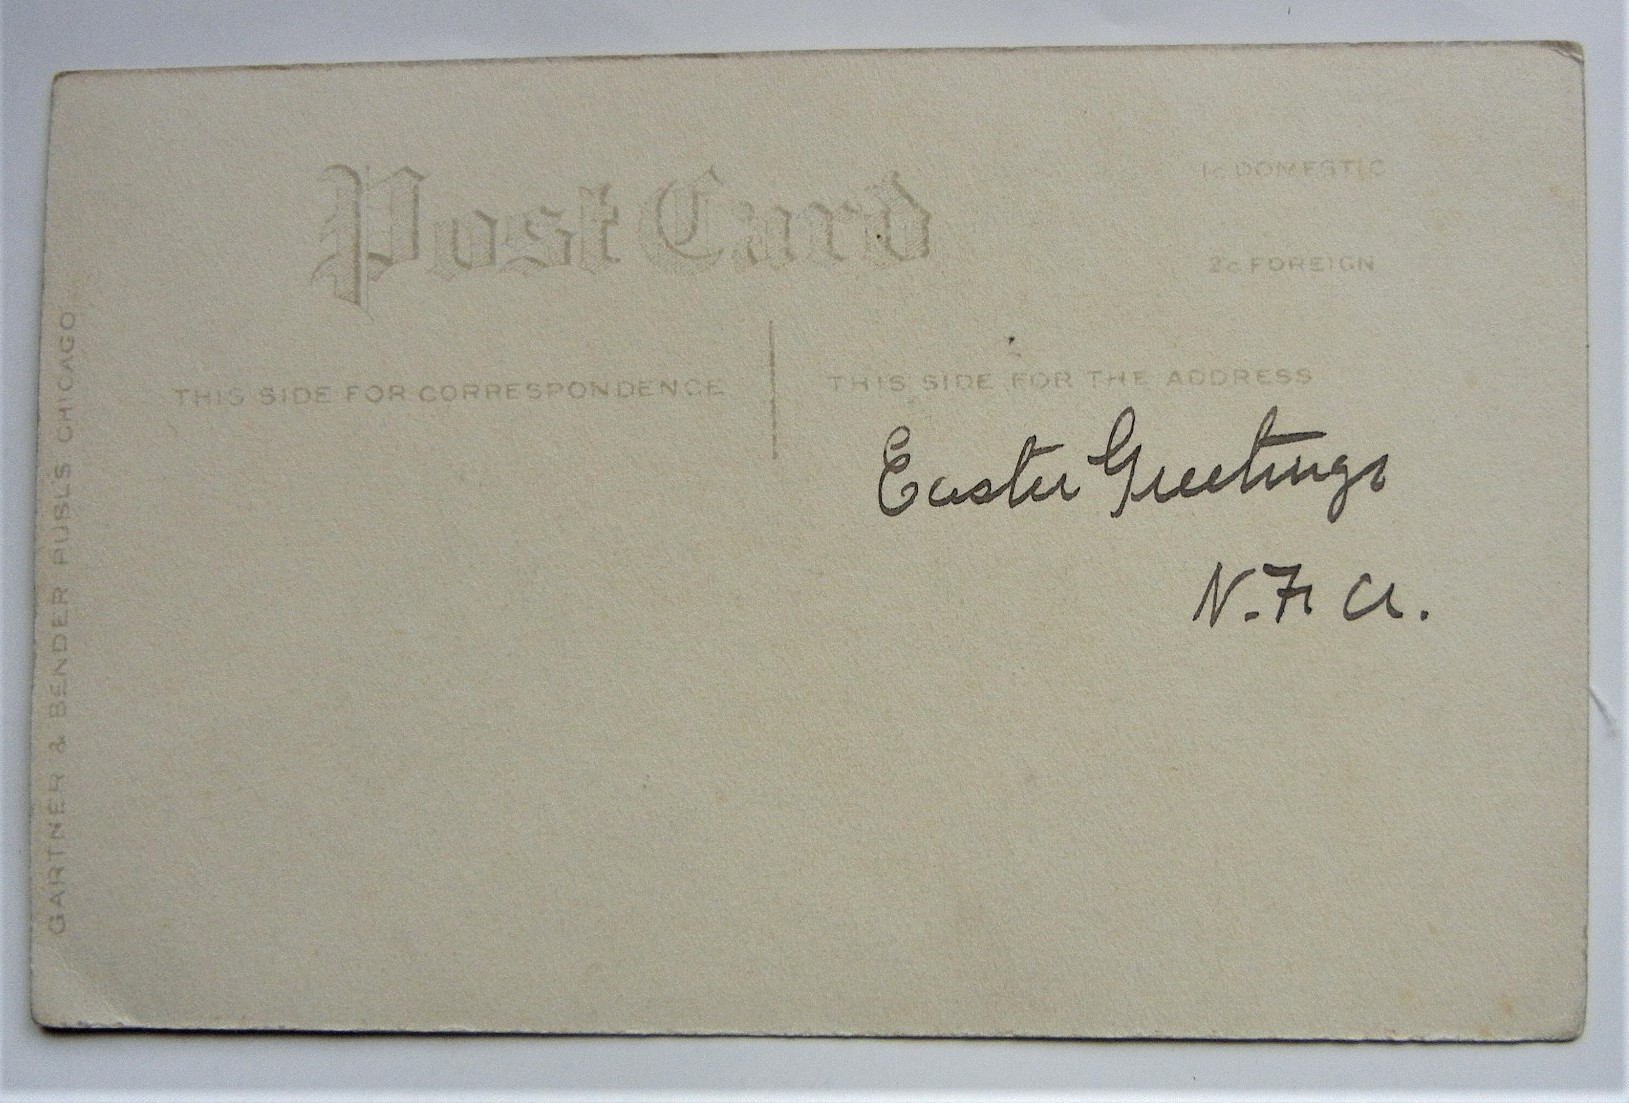 Post Card
1c DOMESTIC
2c FOREIGN
THIS SIDE FOR CORRESPONDENCE
THIS SIDE FOR THE ADDRESS
Easter Greetings
N. F. A.
GARTNER & BENDER PUBL'S CHICAGO